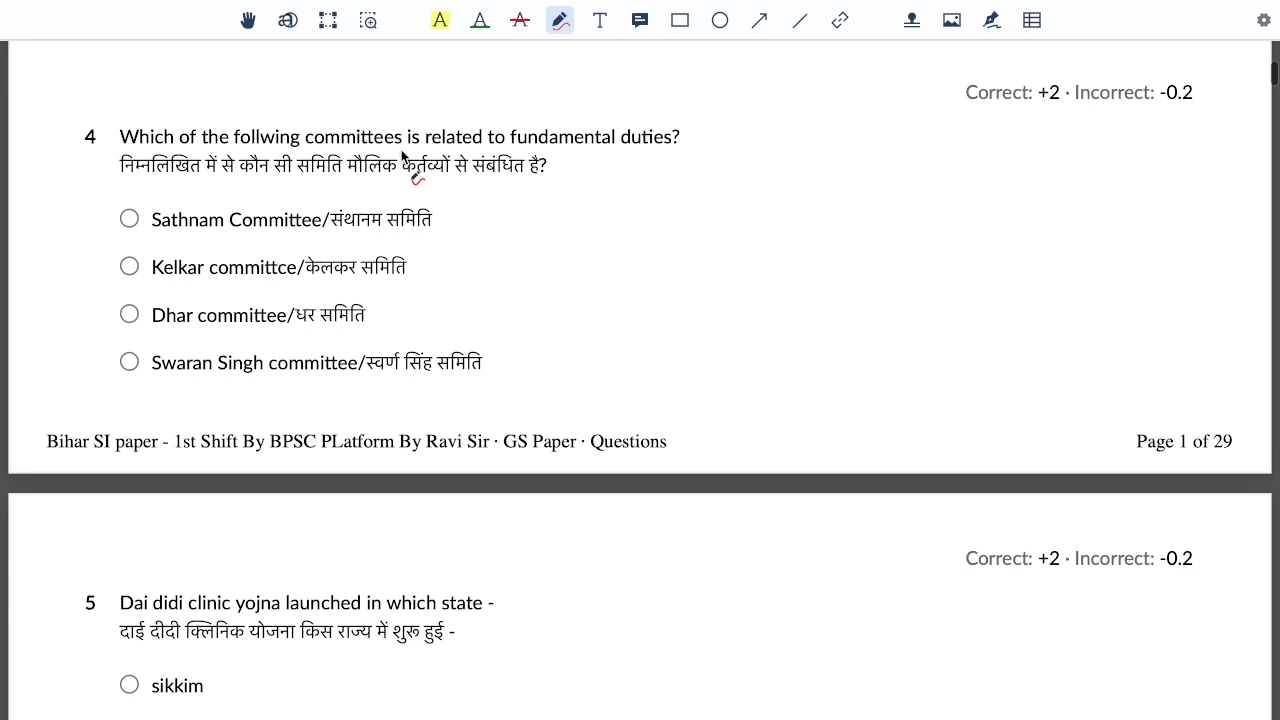 Correct: +2 · Incorrect: -0.2
4 Which of the follwing committees is related to fundamental duties?
निम्नलिखित में से कौन सी समिति मौलिक कर्तव्यों से संबंधित है?
Sathnam Committee/संथानम समिति
Kelkar committce/केलकर समिति
Dhar committee/धर समिति
Swaran Singh committee/स्वर्ण सिंह समिति
Bihar SI paper - 1st Shift By BPSC PLatform By Ravi Sir · GS Paper · Questions Page 1 of 29
Correct: +2 · Incorrect: -0.2
5 Dai didi clinic yojna launched in which state -
दाई दीदी क्लिनिक योजना किस राज्य में शुरू हुई -
sikkim